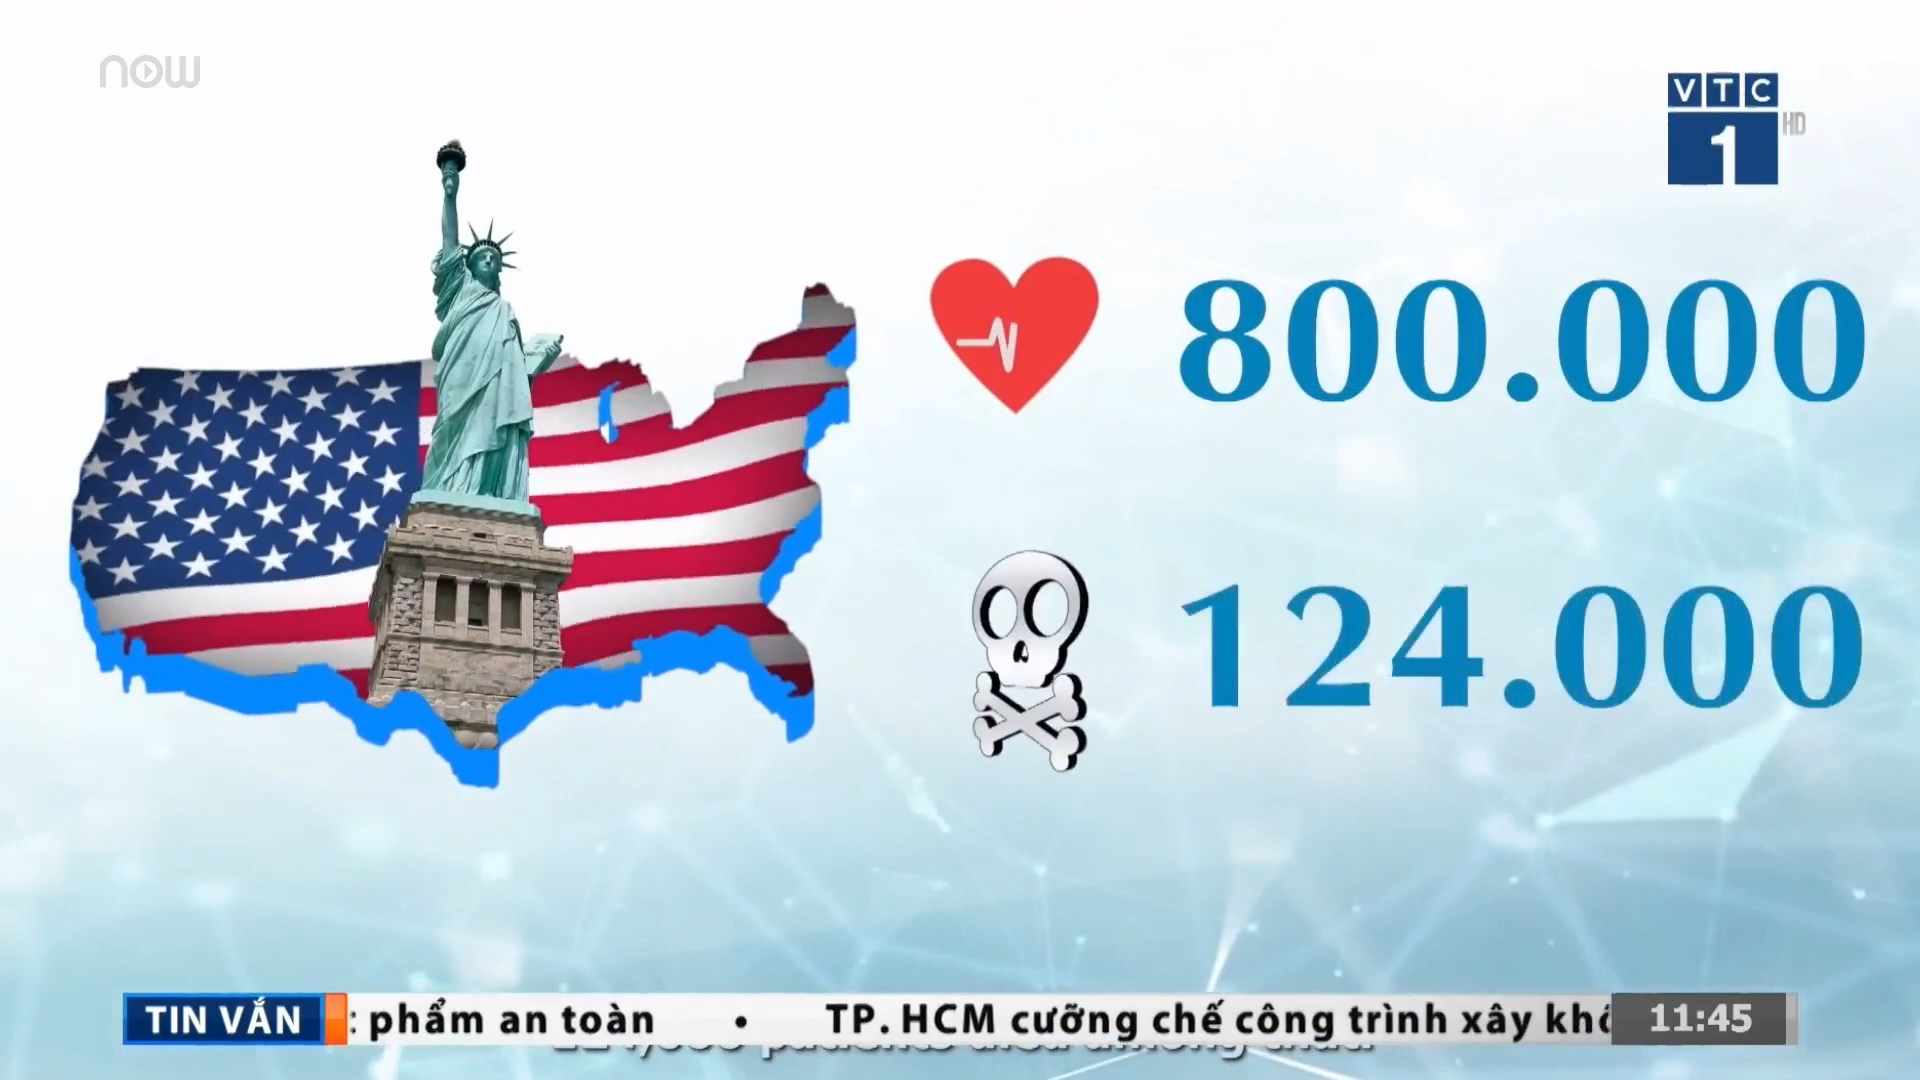 now
VTC
1
HD
800.000
124.000
TIN VẮN
phẩm an toàn • TP. HCM cưỡng chế công trình xây
11:45